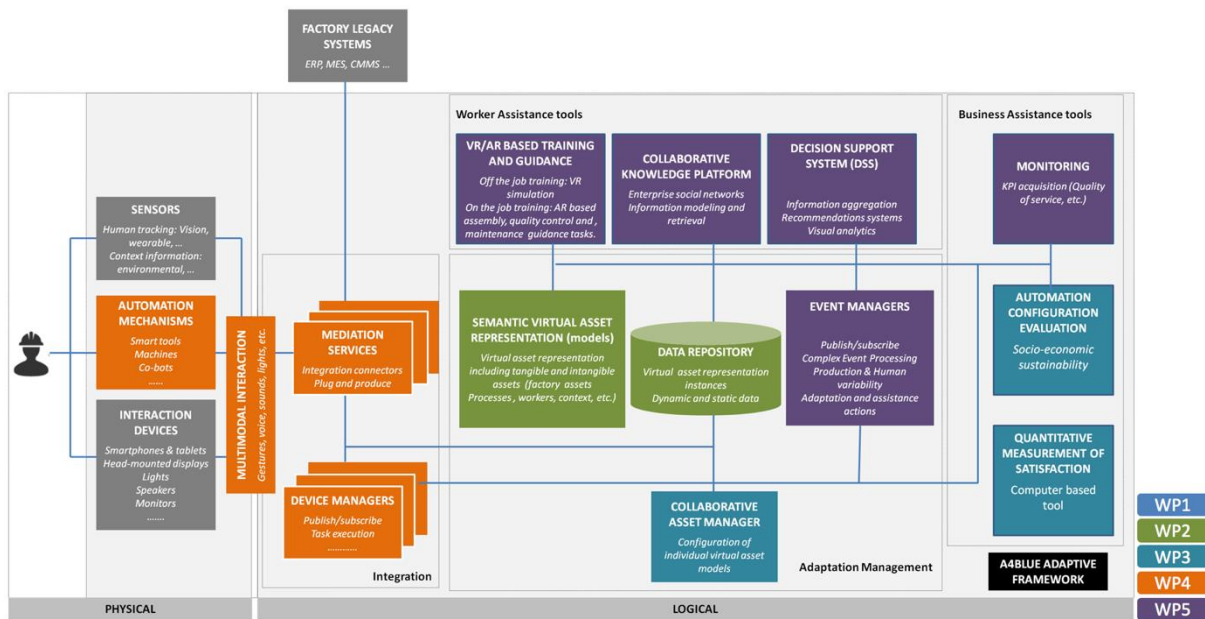 FACTORY LEGACY
SYSTEMS
ERP, MES, CMMS ...
Worker Assistance tools
VR/AR BASED TRAINING
AND GUIDANCE
Off the job training: VR
simulation
On the job training: AR based
assembly, quality control and ,
maintenance guidance tasks.
COLLABORATIVE
KNOWLEDGE PLATFORM
Enterprise social networks
Information modeling and
retrieval
DECISION SUPPORT
SYSTEM (DSS)
Information aggregation
Recommendations systems
Visual analytics
Business Assistance tools
MONITORING
KPI acquisition (Quality
of service, etc.)
SENSORS
Human tracking: Vision,
wearable, ...
Context information:
environmental, ...
AUTOMATION
MECHANISMS
Smart tools
Machines
Co-bots
......
INTERACTION
DEVICES
Smartphones & tablets
Head-mounted displays
Lights
Speakers
Monitors
.......
MULTIMODAL INTERACTION
Gestures, voice, sounds, lights, etc.
MEDIATION
SERVICES
Integration connectors
Plug and produce
DEVICE MANAGERS
Publish/subscribe
Task execution
............
Integration
SEMANTIC VIRTUAL ASSET
REPRESENTATION (models)
Virtual asset representation
including tangible and intangible
assets (factory assets
Processes , workers, context, etc.)
DATA REPOSITORY
Virtual asset representation
instances
Dynamic and static data
EVENT MANAGERS
Publish/subscribe
Complex Event Processing
Production & Human
variability
Adaptation and assistance
actions
COLLABORATIVE
ASSET MANAGER
Configuration of
individual virtual asset
models
Adaptation Management
AUTOMATION
CONFIGURATION
EVALUATION
Socio-economic
sustainability
QUANTITATIVE
MEASUREMENT OF
SATISFACTION
Computer based
tool
A4BLUE ADAPTIVE
FRAMEWORK
WP1
WP2
WP3
WP4
WP5
PHYSICAL
LOGICAL